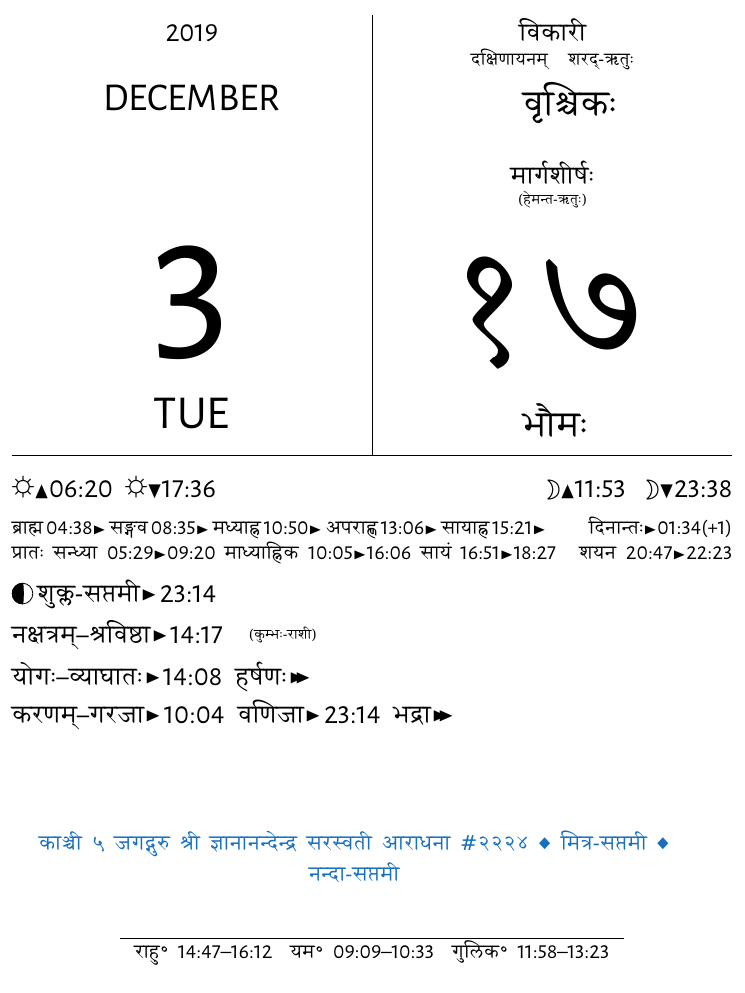 2019
DECEMBER
3
TUE
विकारी
दक्षिणायनम् शरद्-ऋतुः
वृश्चिकः
मार्गशीर्षः
(हेमन्त-ऋतुः)
१७
भौमः
☼▲06:20 ☼▼17:36 ☽▲11:53 ☽▼23:38
ब्राह्म 04:38► सङ्गव 08:35► मध्याह्न 10:50► अपराह्ण 13:06► सायाह्न 15:21► दिनान्तः►01:34(+1)
प्रातः सन्ध्या 05:29►09:20 माध्याह्निक 10:05►16:06 सायं 16:51►18:27 शयन 20:47►22:23
शुक्ल-सप्तमी►23:14
नक्षत्रम्–श्रविष्ठा►14:17 (कुम्भः-राशी)
योगः–व्याघातः►14:08 हर्षणः►►
करणम्–गरजा►10:04 वणिजा►23:14 भद्रा►►
काञ्ची ५ जगद्गुरु श्री ज्ञानानन्देन्द्र सरस्वती आराधना #२२२४ ◆ मित्र-सप्तमी ◆
नन्दा-सप्तमी
राहु॰ 14:47–16:12 यम॰ 09:09–10:33 गुलिक॰ 11:58–13:23